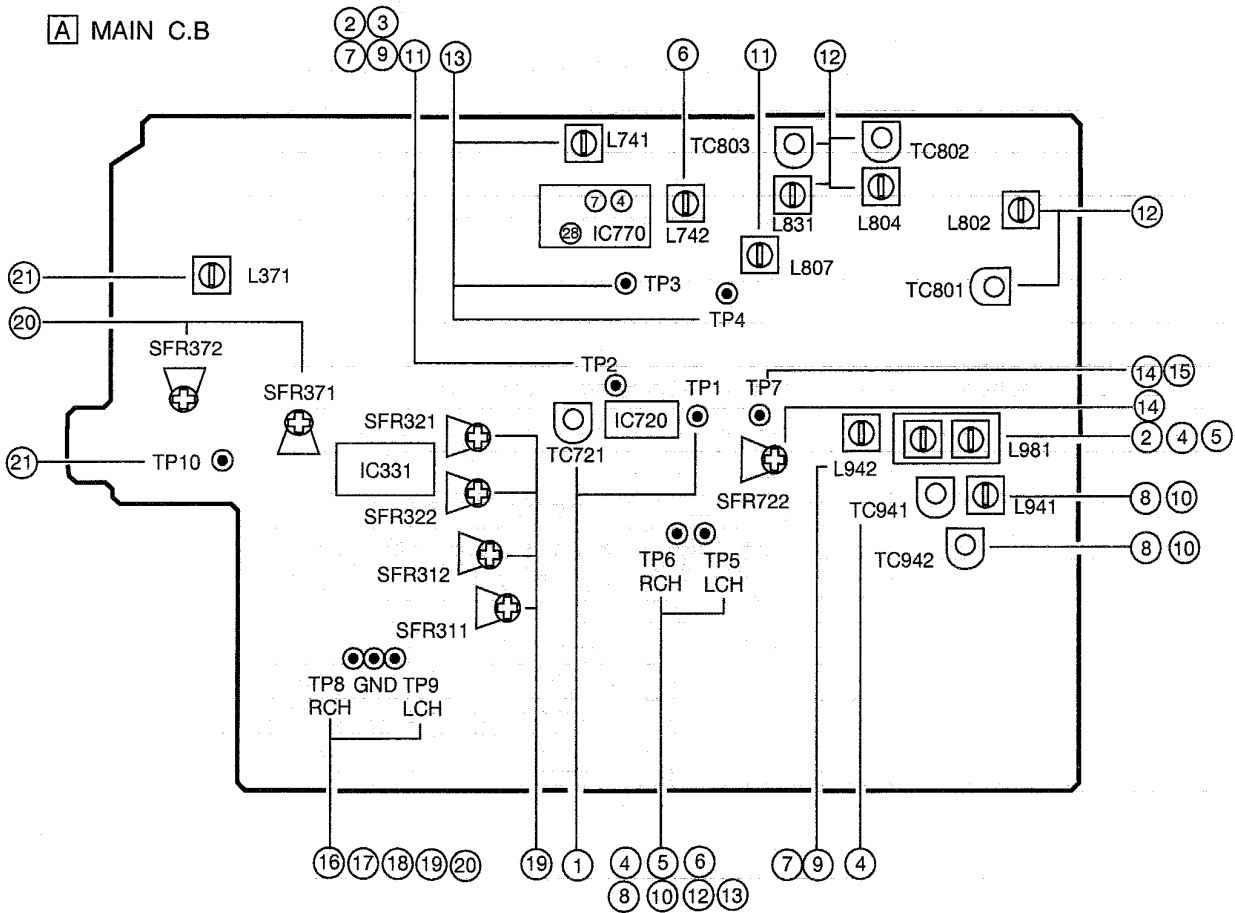 A MAIN C.B
2 3
7 9 11 13 6 11 12
L741 TC803 TC802
7 4
28 IC770 L742 L831 L804 L802 12
21 L371 TP3 L807 TC801
20 TP4
SFR372 TP2
SFR371 TP1 TP7 14 15
SFR321 IC720 14
21 TP10 IC331 TC721 L942 L981 2 4 5
SFR322 SFR722 TC941 L941 8 10
SFR312 TP6 TP5 TC942 8 10
RCH LCH
SFR311
TP8 GND TP9
RCH LCH
16 17 18 19 20 19 1 4 5 6 7 9 4
8 10 12 13